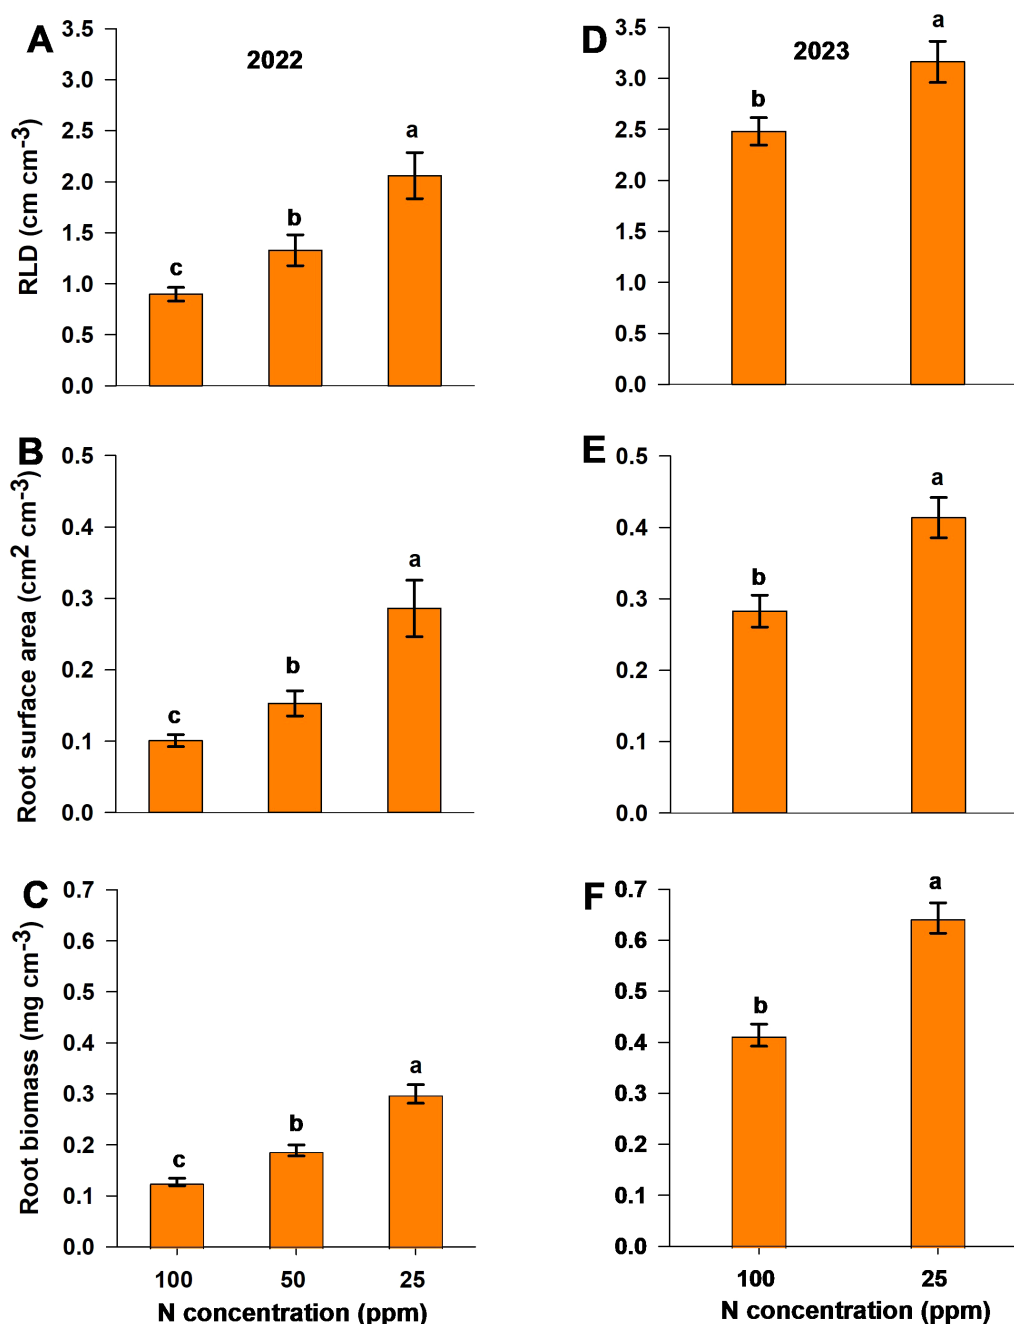 A
2022
RLD (cm cm-3)
3.5
3.0
2.5
2.0
1.5
1.0
0.5
0.0
c
b
a
D
2023
3.5
3.0
2.5
2.0
1.5
1.0
0.5
0.0
b
a
B
Root surface area (cm2 cm-3)
0.5
0.4
0.3
0.2
0.1
0.0
c
b
a
E
0.5
0.4
0.3
0.2
0.1
0.0
b
a
C
Root biomass (mg cm-3)
0.7
0.6
0.5
0.4
0.3
0.2
0.1
0.0
c
b
a
100 50 25
N concentration (ppm)
F
0.7
0.6
0.5
0.4
0.3
0.2
0.1
0.0
b
a
100 25
N concentration (ppm)